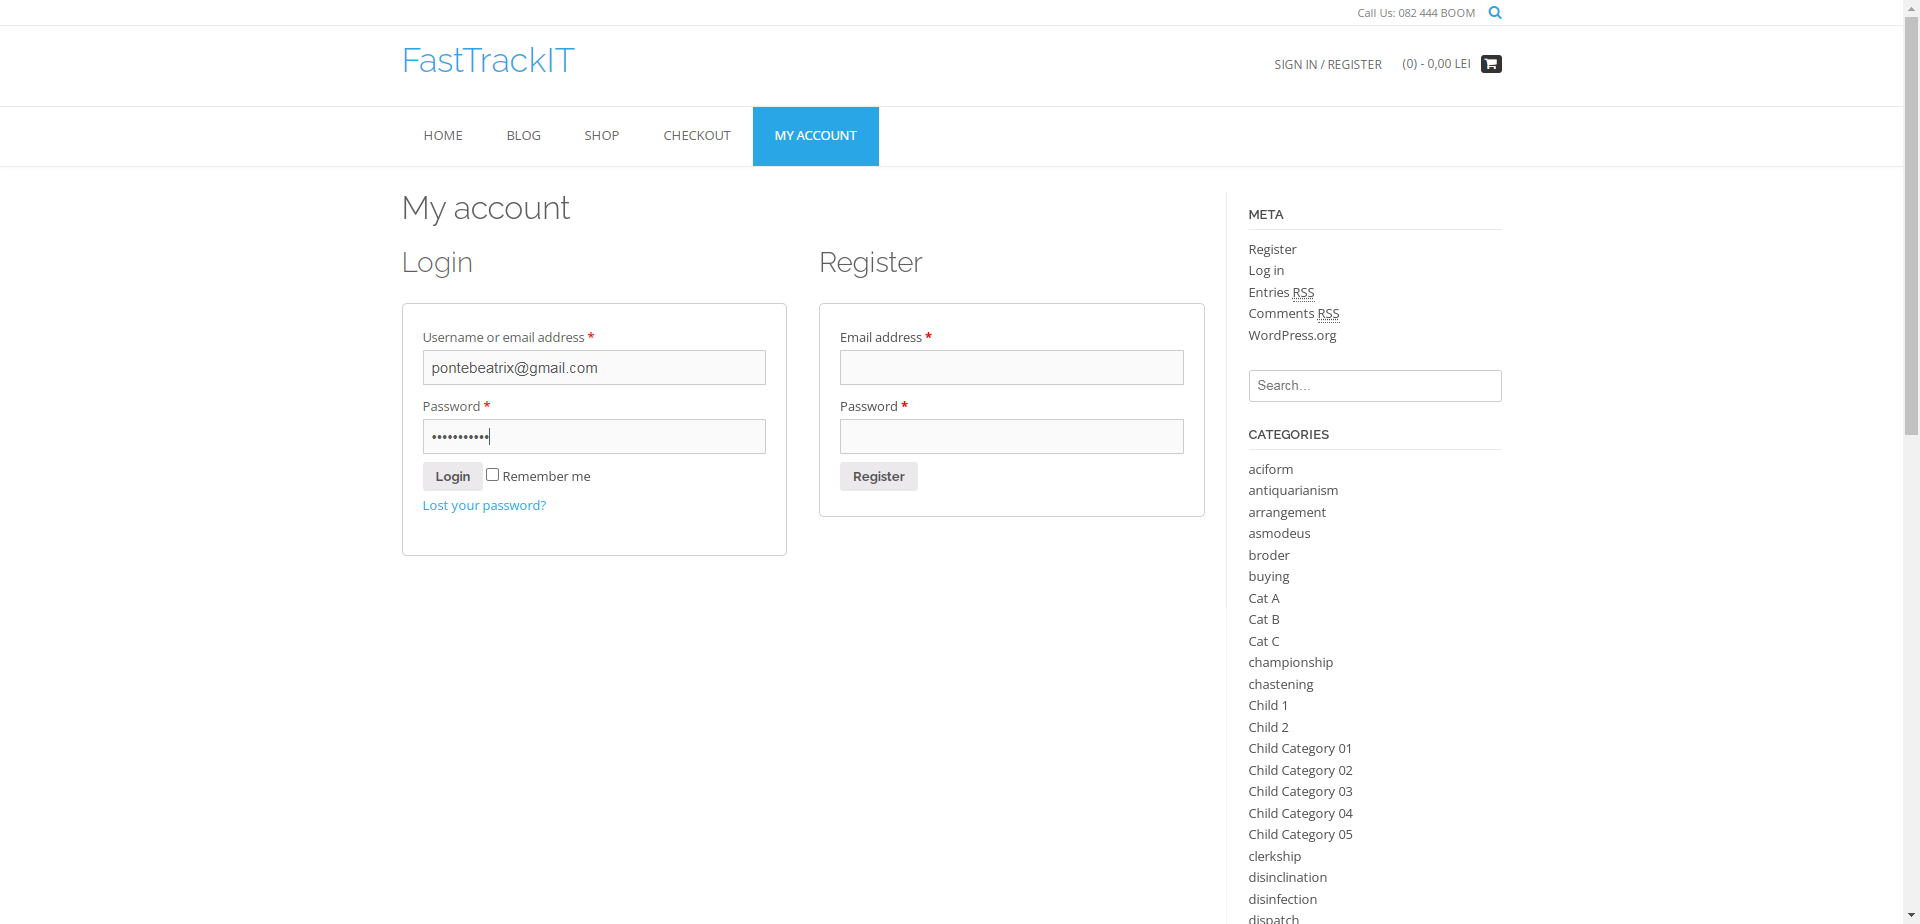 Call Us: 082 444 BOOM
FastTrackIT
SIGN IN / REGISTER
(0) - 0,00 LEI
HOME
BLOG
SHOP
CHECKOUT
MY ACCOUNT
My account
Login
Username or email address *
pontebeatrix@gmail.com
Password *
•••••••••••
Login
Remember me
Lost your password?
Register
Email address *
Password *
Register
META
Register
Log in
Entries RSS
Comments RSS
WordPress.org
Search…
CATEGORIES
aciform
antiquarianism
arrangement
asmodeus
broder
buying
Cat A
Cat B
Cat C
championship
chastening
Child 1
Child 2
Child Category 01
Child Category 02
Child Category 03
Child Category 04
Child Category 05
clerkship
disinclination
disinfection
dispatch